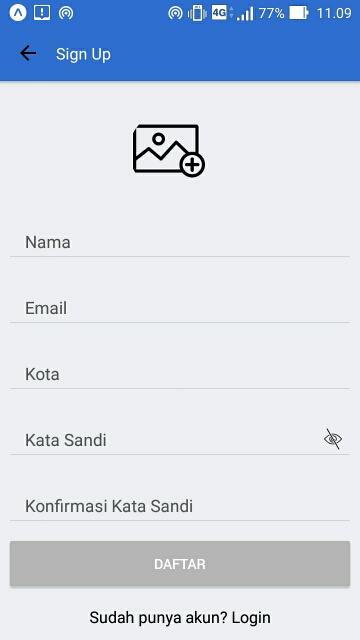 4G 77% 11.09
Sign Up
Nama
Email
Kota
Kata Sandi
Konfirmasi Kata Sandi
DAFTAR
Sudah punya akun? Login